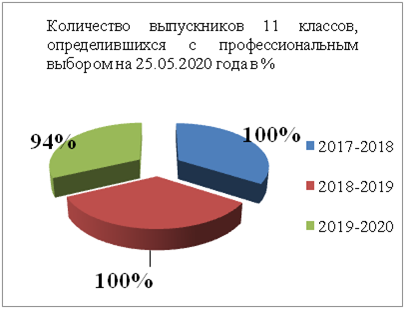 Количество выпускников 11 классов,
определившихся с профессиональным
выбором на 25.05.2020 года в %
94%
100%
100%
2017-2018
2018-2019
2019-2020